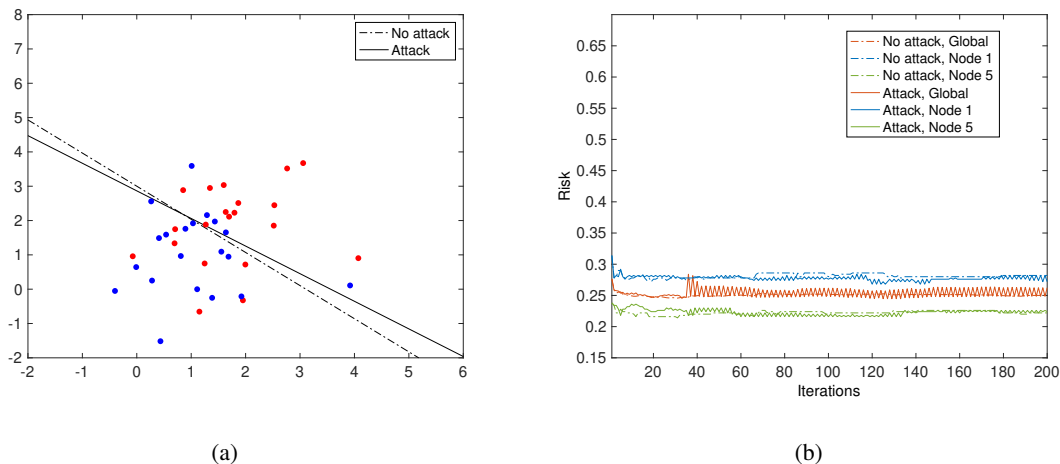 8
7
6
5
4
3
2
1
0
-1
-2
-2 -1 0 1 2 3 4 5 6
No attack
Attack
(a)
0.65
0.6
0.55
0.5
0.45
0.4
0.35
0.3
0.25
0.2
0.15
Risk
20 40 60 80 100 120 140 160 180 200
Iterations
No attack, Global
No attack, Node 1
No attack, Node 5
Attack, Global
Attack, Node 1
Attack, Node 5
(b)